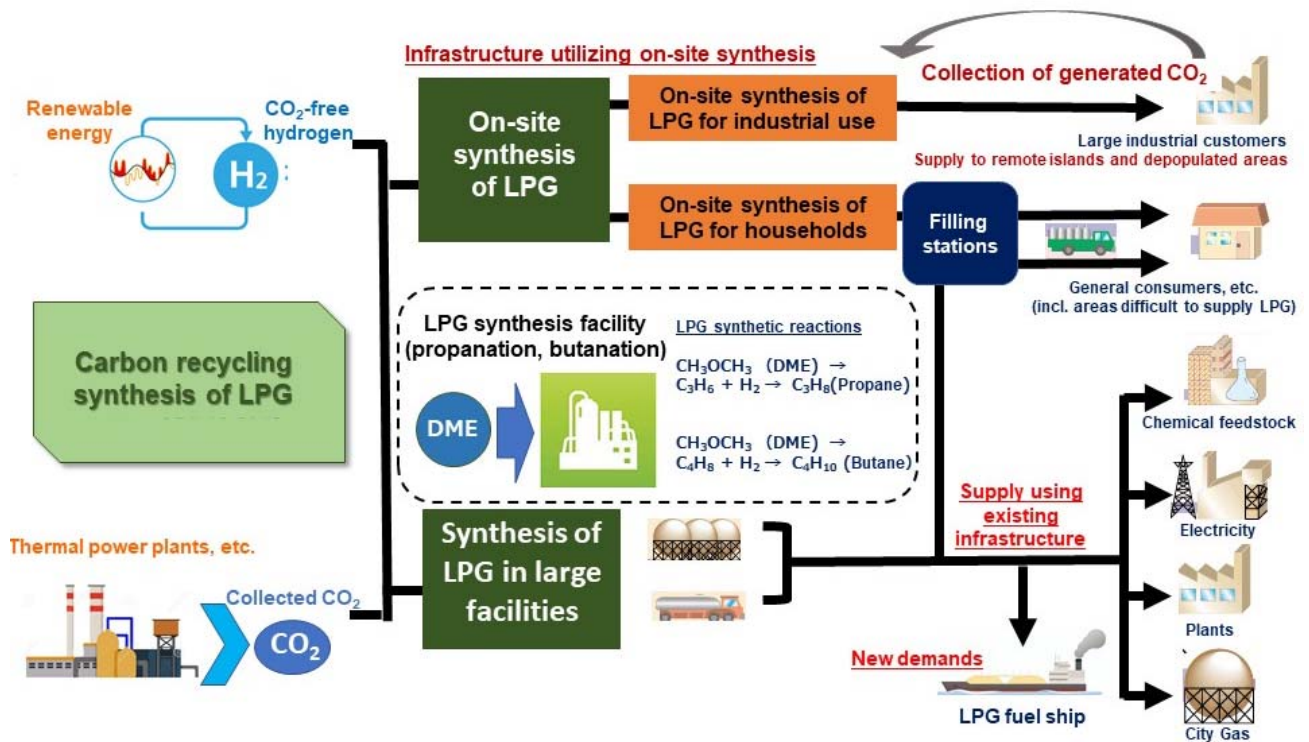 Infrastructure utilizing on-site synthesis
Collection of generated CO₂
Renewable
energy
CO₂-free
hydrogen
H₂ :
On-site
synthesis
of LPG
On-site synthesis of
LPG for industrial use
Large industrial customers
Supply to remote islands and depopulated areas
On-site synthesis of
LPG for households
Filling
stations
General consumers, etc.
(incl. areas difficult to supply LPG)
Carbon recycling
synthesis of LPG
LPG synthesis facility
(propanation, butanation)
DME
LPG synthetic reactions
CH₃OCH₃ (DME) →
C₃H₆ + H₂ → C₃H₈(Propane)
CH₃OCH₃ (DME) →
C₄H₈ + H₂ → C₄H₁₀ (Butane)
Chemical feedstock
Supply using
existing
infrastructure
Electricity
Thermal power plants, etc.
Collected CO₂
CO₂
Synthesis of
LPG in large
facilities
Plants
New demands
LPG fuel ship
City Gas